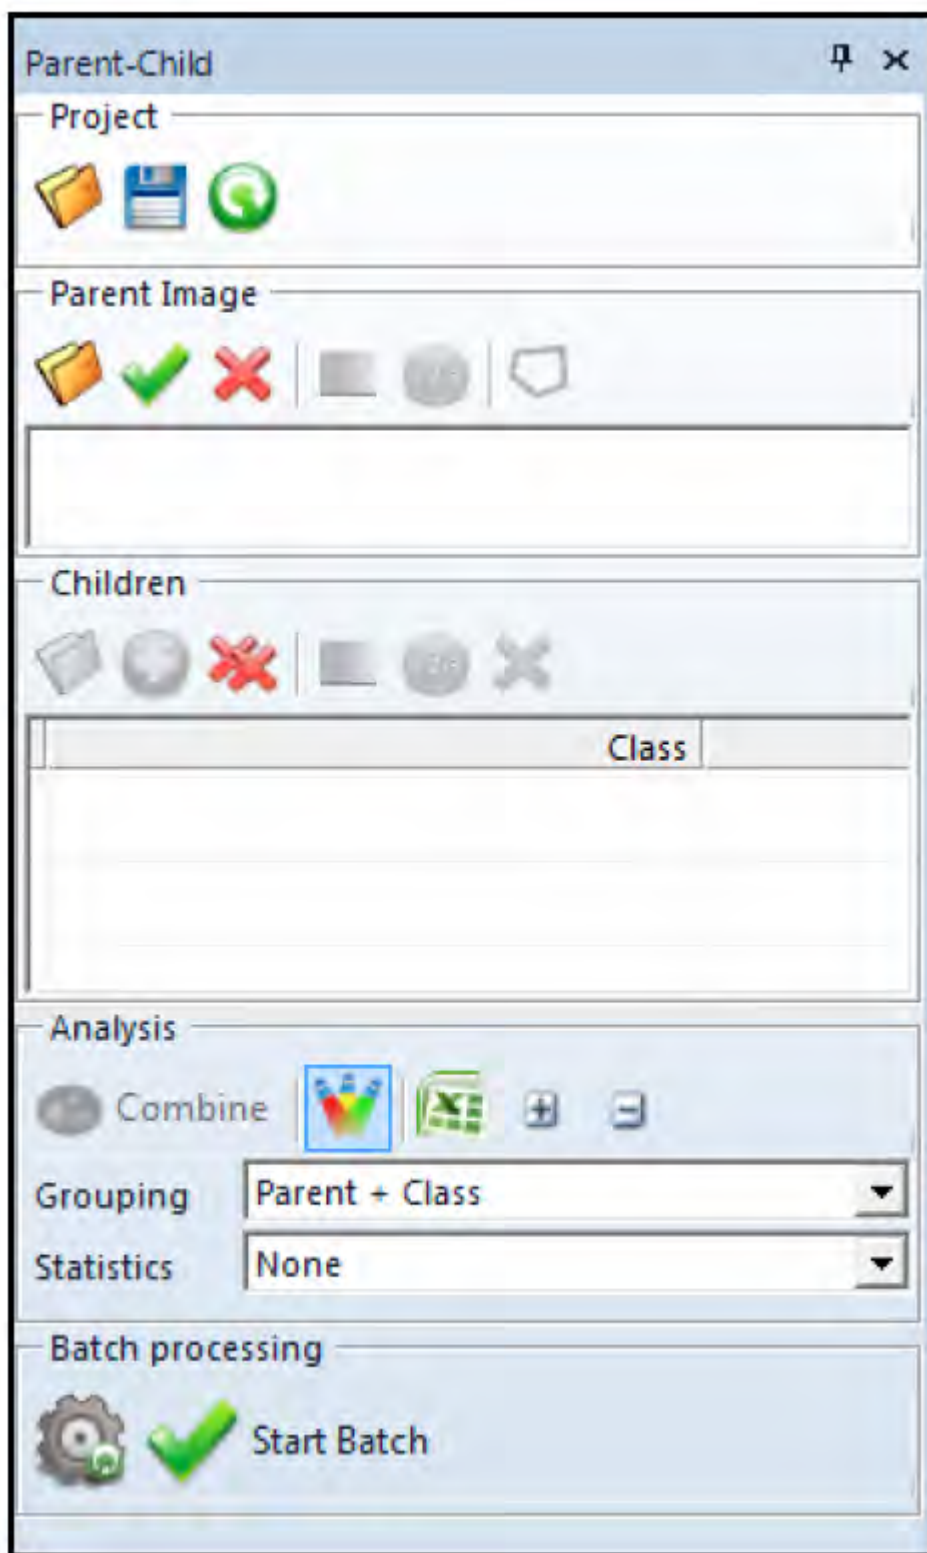 Parent-Child
Project
Parent Image
Children
Class
Analysis
Combine
Grouping Parent + Class
Statistics None
Batch processing
Start Batch